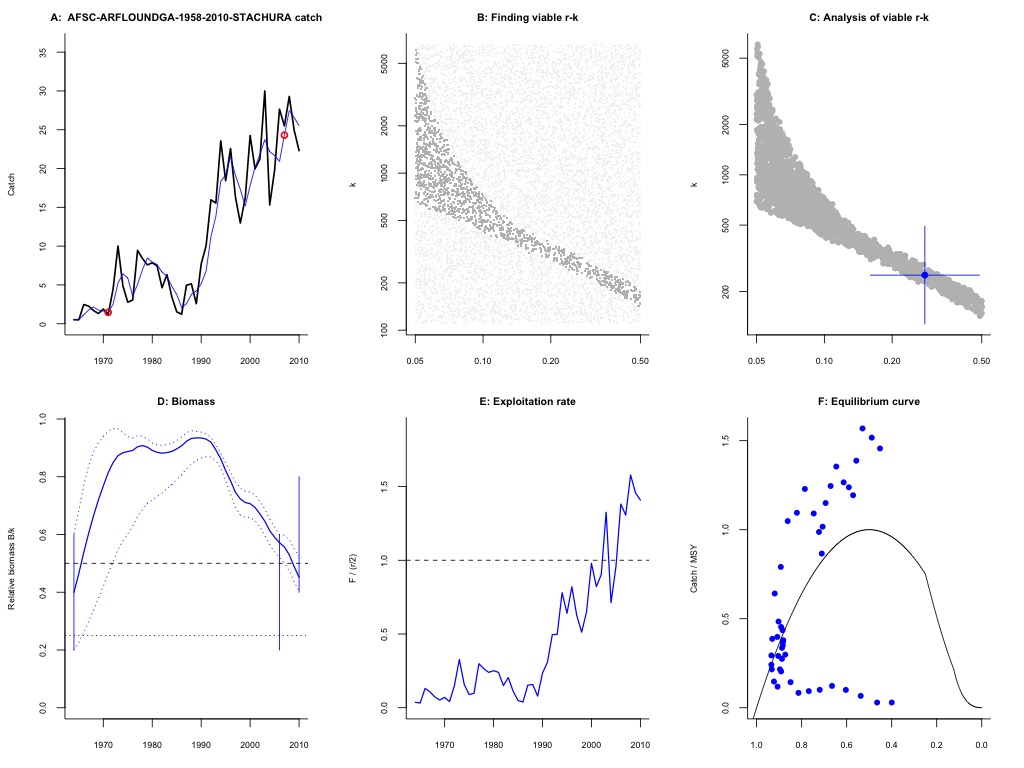 A:  AFSC-ARFLOUNDGA-1958-2010-STACHURA catch
Catch
35
30
25
20
15
10
5
0
1970 1980 1990 2000 2010
B: Finding viable r-k
k
5000
2000
1000
500
200
100
0.05 0.10 0.20 0.50
C: Analysis of viable r-k
k
5000
2000
1000
500
200
0.05 0.10 0.20 0.50
D: Biomass
Relative biomass B/k
1.0
0.8
0.6
0.4
0.2
0.0
1970 1980 1990 2000 2010
E: Exploitation rate
F / (r/2)
1.5
1.0
0.5
0.0
1970 1980 1990 2000 2010
F: Equilibrium curve
Catch / MSY
1.5
1.0
0.5
0.0
1.0 0.8 0.6 0.4 0.2 0.0